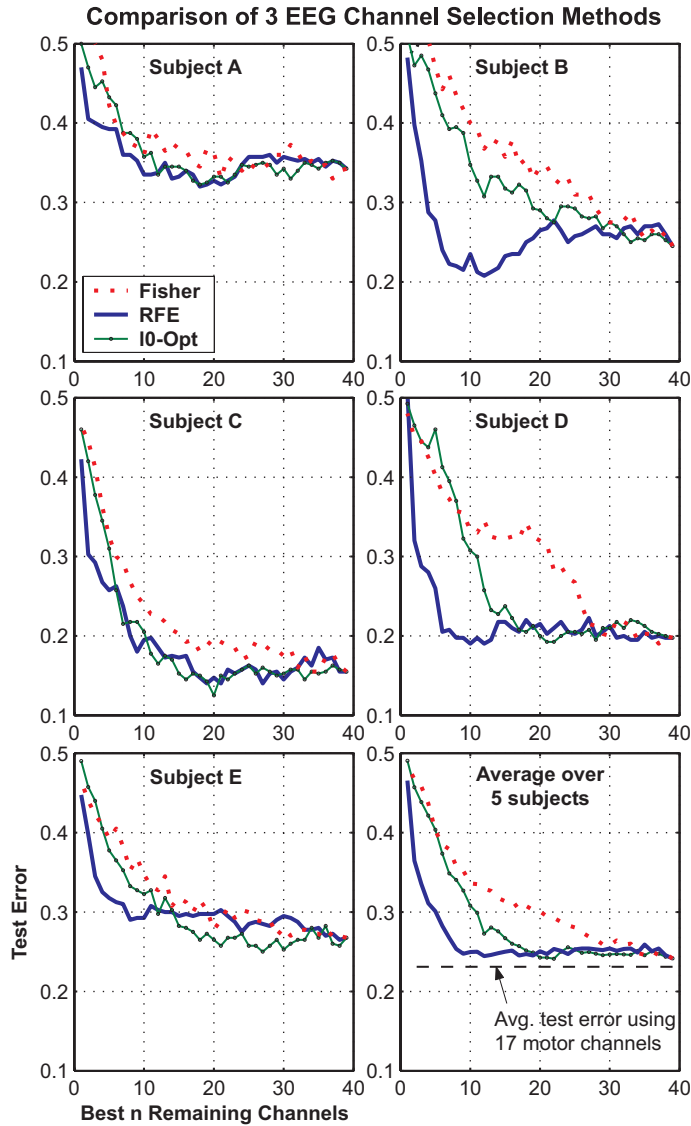 Comparison of 3 EEG Channel Selection Methods
0.5
0.4
0.3
0.2
0.1
Subject A
Fisher
RFE
l0-Opt
0 10 20 30 40
0.5
0.4
0.3
0.2
0.1
Subject B
0 10 20 30 40
0.5
0.4
0.3
0.2
0.1
Subject C
0 10 20 30 40
0.5
0.4
0.3
0.2
0.1
Subject D
0 10 20 30 40
Test Error
0.5
0.4
0.3
0.2
0.1
Subject E
0 10 20 30 40
Best n Remaining Channels
0.5
0.4
0.3
0.2
0.1
Average over
5 subjects
Avg. test error using
17 motor channels
0 10 20 30 40